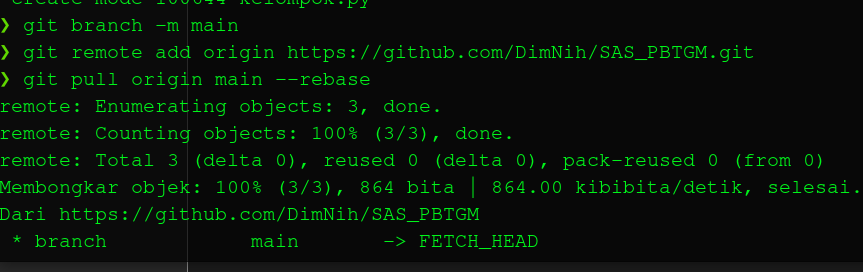 create mode 100644 kelompok.py
❯ git branch -m main
❯ git remote add origin https://github.com/DimNih/SAS_PBTGM.git
❯ git pull origin main --rebase
remote: Enumerating objects: 3, done.
remote: Counting objects: 100% (3/3), done.
remote: Total 3 (delta 0), reused 0 (delta 0), pack-reused 0 (from 0)
Membongkar objek: 100% (3/3), 864 bita | 864.00 kibibita/detik, selesai.
Dari https://github.com/DimNih/SAS_PBTGM
 * branch            main       -> FETCH_HEAD